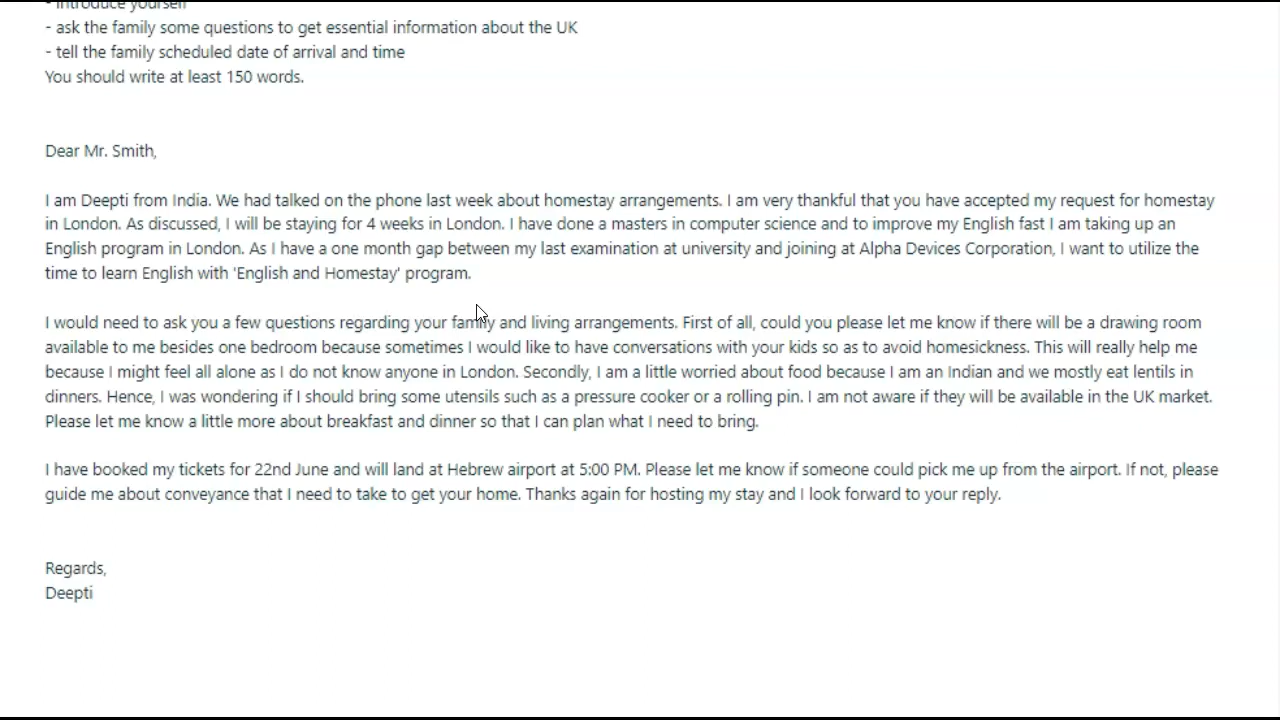 - introduce yourself
- ask the family some questions to get essential information about the UK
- tell the family scheduled date of arrival and time
You should write at least 150 words.
Dear Mr. Smith,
I am Deepti from India. We had talked on the phone last week about homestay arrangements. I am very thankful that you have accepted my request for homestay
in London. As discussed, I will be staying for 4 weeks in London. I have done a masters in computer science and to improve my English fast I am taking up an
English program in London. As I have a one month gap between my last examination at university and joining at Alpha Devices Corporation, I want to utilize the
time to learn English with 'English and Homestay' program.
I would need to ask you a few questions regarding your family and living arrangements. First of all, could you please let me know if there will be a drawing room
available to me besides one bedroom because sometimes I would like to have conversations with your kids so as to avoid homesickness. This will really help me
because I might feel all alone as I do not know anyone in London. Secondly, I am a little worried about food because I am an Indian and we mostly eat lentils in
dinners. Hence, I was wondering if I should bring some utensils such as a pressure cooker or a rolling pin. I am not aware if they will be available in the UK market.
Please let me know a little more about breakfast and dinner so that I can plan what I need to bring.
I have booked my tickets for 22nd June and will land at Hebrew airport at 5:00 PM. Please let me know if someone could pick me up from the airport. If not, please
guide me about conveyance that I need to take to get your home. Thanks again for hosting my stay and I look forward to your reply.
Regards,
Deepti